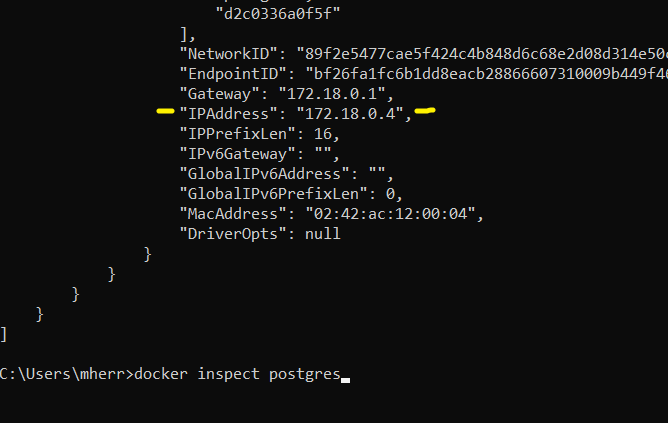 "d2c0336a0f5f"
],
"NetworkID": "89f2e5477cae5f424c4b848d6c68e2d08d314e50
"EndpointID": "bf26fa1fc6b1dd8eacb28866607310009b449f46
"Gateway": "172.18.0.1",
"IPAddress": "172.18.0.4",
"IPPrefixLen": 16,
"IPv6Gateway": "",
"GlobalIPv6Address": "",
"GlobalIPv6PrefixLen": 0,
"MacAddress": "02:42:ac:12:00:04",
"DriverOpts": null
}
}
}
}
]
C:\Users\mherr>docker inspect postgres